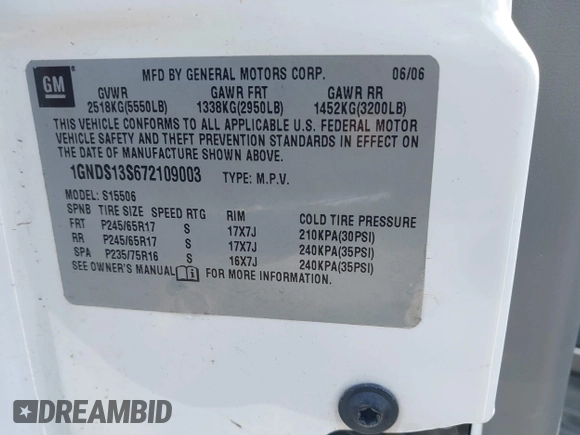 GM
MFD BY GENERAL MOTORS CORP. 06/06
GVWR GAWR FRT GAWR RR
2518KG(5550LB) 1338KG(2950LB) 1452KG(3200LB)
THIS VEHICLE CONFORMS TO ALL APPLICABLE U.S. FEDERAL MOTOR
VEHICLE SAFETY AND THEFT PREVENTION STANDARDS IN EFFECT ON
THE DATE OF MANUFACTURE SHOWN ABOVE.
1GNDS13S672109003 TYPE: M.P.V.
MODEL: S15506
SPNB TIRE SIZE SPEED RTG RIM COLD TIRE PRESSURE
FRT P245/65R17 S 17X7J 210KPA(30PSI)
RR P245/65R17 S 17X7J 240KPA(35PSI)
SPA P235/75R16 S 16X7J 240KPA(35PSI)
SEE OWNER'S MANUAL FOR MORE INFORMATION.
DREAMBID